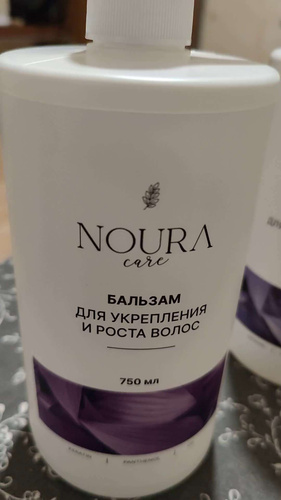 NOURA
care
БАЛЬЗАМ
ДЛЯ УКРЕПЛЕНИЯ
И РОСТА ВОЛОС
750 МЛ